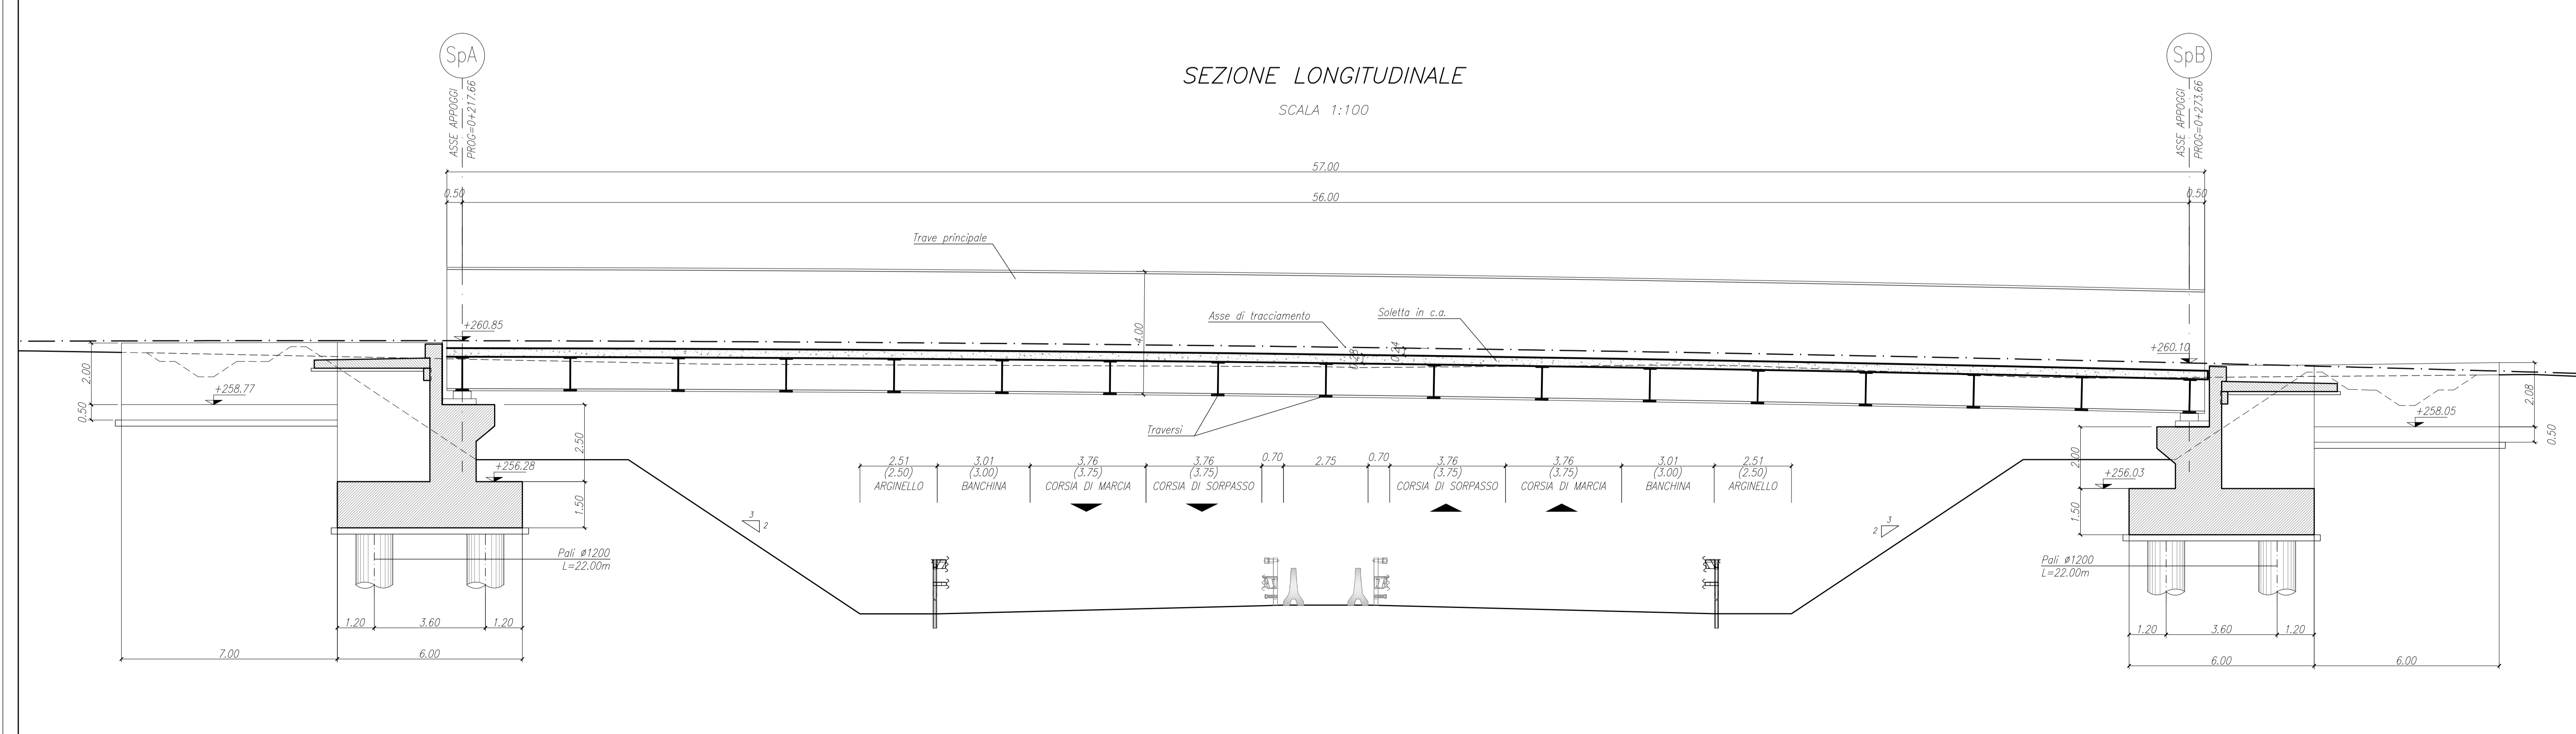 SpA
SpB
SEZIONE LONGITUDINALE
SCALA 1:100
ASSE APPOGGI
PROG=0+217.66
ASSE APPOGGI
PROG=0+273.66
57.00
0.50
56.00
0.50
Trave principale
Asse di tracciamento
Soletta in c.a.
+260.85
4.00
0.28
0.24
+260.10
2.00
0.50
+258.77
2.08
0.50
+258.05
Traversi
2.50
+256.28
1.50
2.00
+256.03
1.50
2.51
(2.50)
ARGINELLO
3.01
(3.00)
BANCHINA
3.76
(3.75)
CORSIA DI MARCIA
3.76
(3.75)
CORSIA DI SORPASSO
0.70
2.75
0.70
3.76
(3.75)
CORSIA DI SORPASSO
3.76
(3.75)
CORSIA DI MARCIA
3.01
(3.00)
BANCHINA
2.51
(2.50)
ARGINELLO
3
2
3
2
Pali ø1200
L=22.00m
Pali ø1200
L=22.00m
1.20
3.60
1.20
7.00
6.00
1.20
3.60
1.20
6.00
6.00